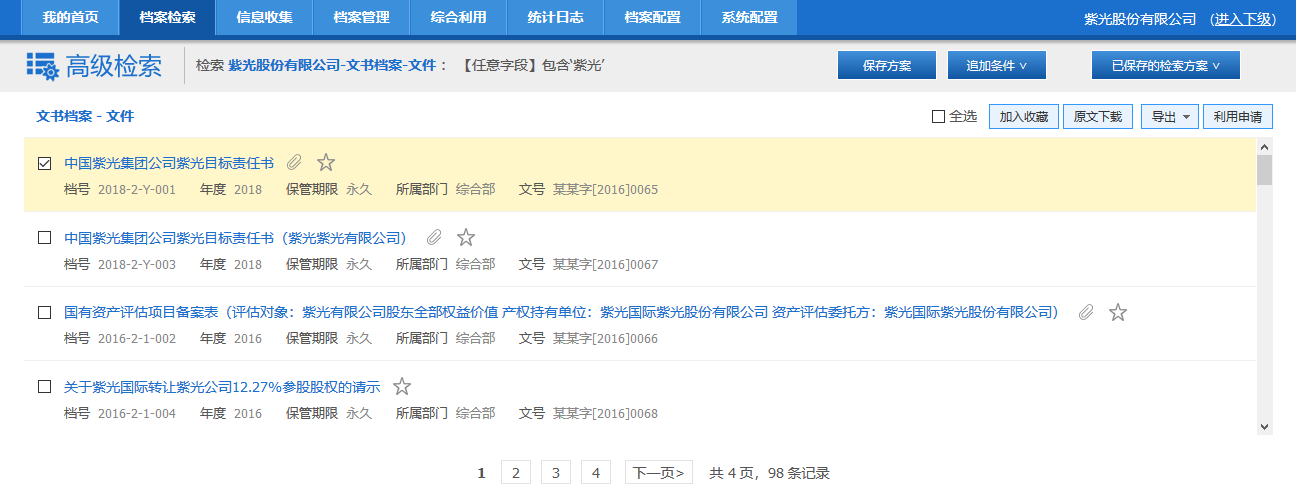 我的首页 档案检索 信息收集 档案管理 综合利用 统计日志 档案配置 系统配置 紫光股份有限公司 （进入下级）
高级检索 检索 紫光股份有限公司-文书档案-文件： 【任意字段】包含‘紫光’ 保存方案 追加条件 ∨ 已保存的检索方案 ∨
文书档案 - 文件 全选 加入收藏 原文下载 导出 利用申请
中国紫光集团公司紫光目标责任书
档号 2018-2-Y-001 年度 2018 保管期限 永久 所属部门 综合部 文号 某某字[2016]0065
中国紫光集团公司紫光目标责任书（紫光紫光有限公司）
档号 2018-2-Y-003 年度 2018 保管期限 永久 所属部门 综合部 文号 某某字[2016]0067
国有资产评估项目备案表（评估对象：紫光有限公司股东全部权益价值 产权持有单位：紫光国际紫光股份有限公司 资产评估委托方：紫光国际紫光股份有限公司）
档号 2016-2-1-002 年度 2016 保管期限 永久 所属部门 综合部 文号 某某字[2016]0066
关于紫光国际转让紫光公司12.27%参股股权的请示
档号 2016-2-1-004 年度 2016 保管期限 永久 所属部门 综合部 文号 某某字[2016]0068
1 2 3 4 下一页> 共 4 页，98 条记录